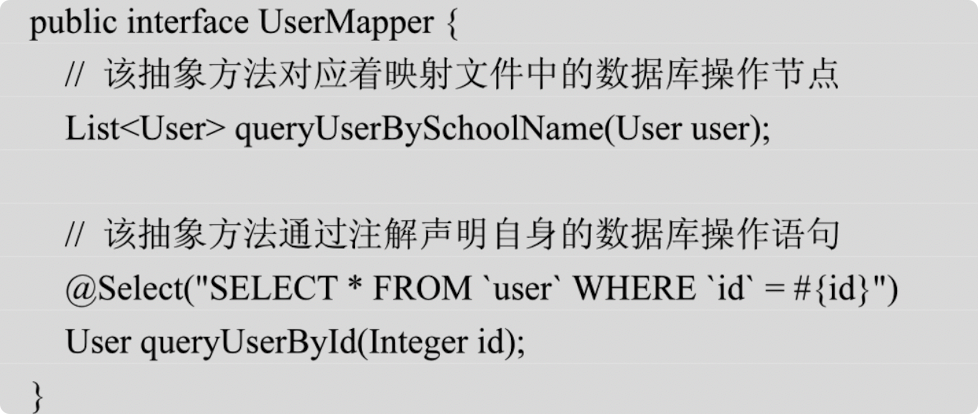 public interface UserMapper {
// 该抽象方法对应着映射文件中的数据库操作节点
List<User> queryUserBySchoolName(User user);
// 该抽象方法通过注解声明自身的数据库操作语句
@Select("SELECT * FROM `user` WHERE `id` = #{id}")
User queryUserById(Integer id);
}